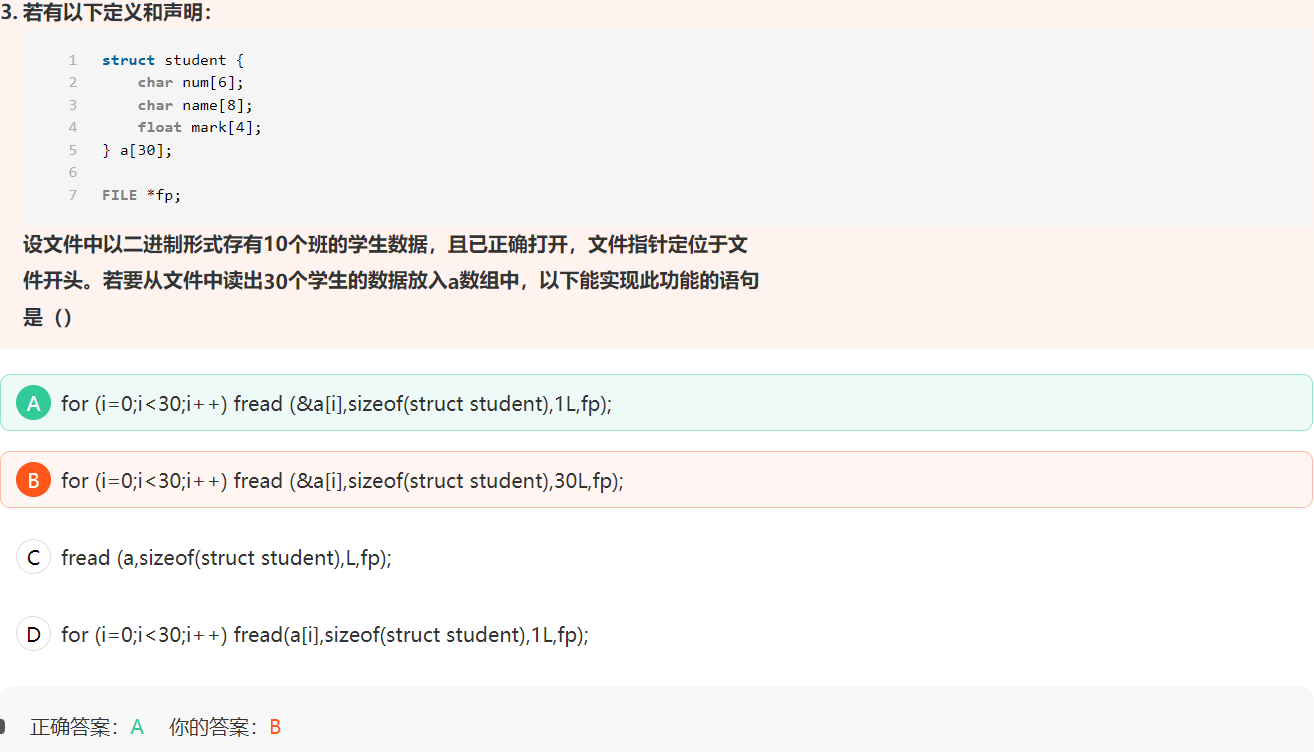 3. 若有以下定义和声明：
1 struct student {
2 char num[6];
3 char name[8];
4 float mark[4];
5 } a[30];
6
7 FILE *fp;
设文件中以二进制形式存有10个班的学生数据，且已正确打开，文件指针定位于文
件开头。若要从文件中读出30个学生的数据放入a数组中，以下能实现此功能的语句
是（）
A for (i=0;i<30;i++) fread (&a[i],sizeof(struct student),1L,fp);
B for (i=0;i<30;i++) fread (&a[i],sizeof(struct student),30L,fp);
C fread (a,sizeof(struct student),L,fp);
D for (i=0;i<30;i++) fread(a[i],sizeof(struct student),1L,fp);
正确答案：A 你的答案：B